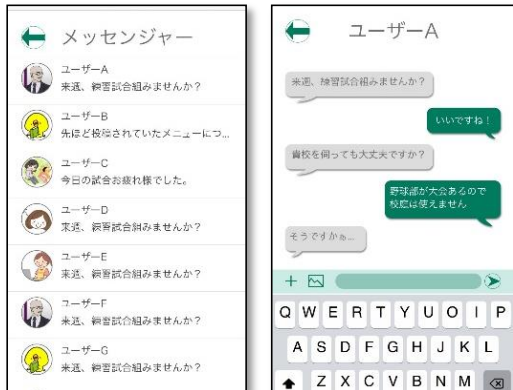 メッセンジャー
ユーザーA
来週、練習試合組みませんか？
ユーザーB
先ほど投稿されていたメニューにつ...
ユーザーC
今日の試合お疲れ様でした。
ユーザーD
来週、練習試合組みませんか？
ユーザーE
来週、練習試合組みませんか？
ユーザーF
来週、練習試合組みませんか？
ユーザーG
来週、練習試合組みませんか？
ユーザーA
来週、練習試合組みませんか？
いいですね！
貴校を伺っても大丈夫ですか？
野球部が大会あるので
校庭は使えません
そうですかぁ...
Q W E R T Y U O I P
A S D F G H J K L
Z X C V B N M